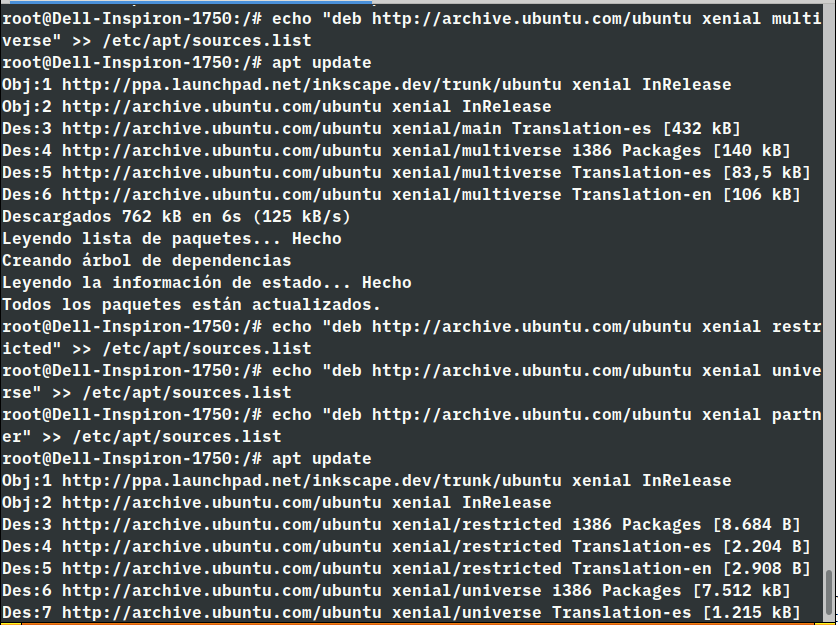 root@Dell-Inspiron-1750:/# echo "deb http://archive.ubuntu.com/ubuntu xenial multi
verse" >> /etc/apt/sources.list
root@Dell-Inspiron-1750:/# apt update
Obj:1 http://ppa.launchpad.net/inkscape.dev/trunk/ubuntu xenial InRelease
Obj:2 http://archive.ubuntu.com/ubuntu xenial InRelease
Des:3 http://archive.ubuntu.com/ubuntu xenial/main Translation-es [432 kB]
Des:4 http://archive.ubuntu.com/ubuntu xenial/multiverse i386 Packages [140 kB]
Des:5 http://archive.ubuntu.com/ubuntu xenial/multiverse Translation-es [83,5 kB]
Des:6 http://archive.ubuntu.com/ubuntu xenial/multiverse Translation-en [106 kB]
Descargados 762 kB en 6s (125 kB/s)
Leyendo lista de paquetes... Hecho
Creando árbol de dependencias
Leyendo la información de estado... Hecho
Todos los paquetes están actualizados.
root@Dell-Inspiron-1750:/# echo "deb http://archive.ubuntu.com/ubuntu xenial restr
icted" >> /etc/apt/sources.list
root@Dell-Inspiron-1750:/# echo "deb http://archive.ubuntu.com/ubuntu xenial unive
rse" >> /etc/apt/sources.list
root@Dell-Inspiron-1750:/# echo "deb http://archive.ubuntu.com/ubuntu xenial partn
er" >> /etc/apt/sources.list
root@Dell-Inspiron-1750:/# apt update
Obj:1 http://ppa.launchpad.net/inkscape.dev/trunk/ubuntu xenial InRelease
Obj:2 http://archive.ubuntu.com/ubuntu xenial InRelease
Des:3 http://archive.ubuntu.com/ubuntu xenial/restricted i386 Packages [8.684 B]
Des:4 http://archive.ubuntu.com/ubuntu xenial/restricted Translation-es [2.204 B]
Des:5 http://archive.ubuntu.com/ubuntu xenial/restricted Translation-en [2.908 B]
Des:6 http://archive.ubuntu.com/ubuntu xenial/universe i386 Packages [7.512 kB]
Des:7 http://archive.ubuntu.com/ubuntu xenial/universe Translation-es [1.215 kB]